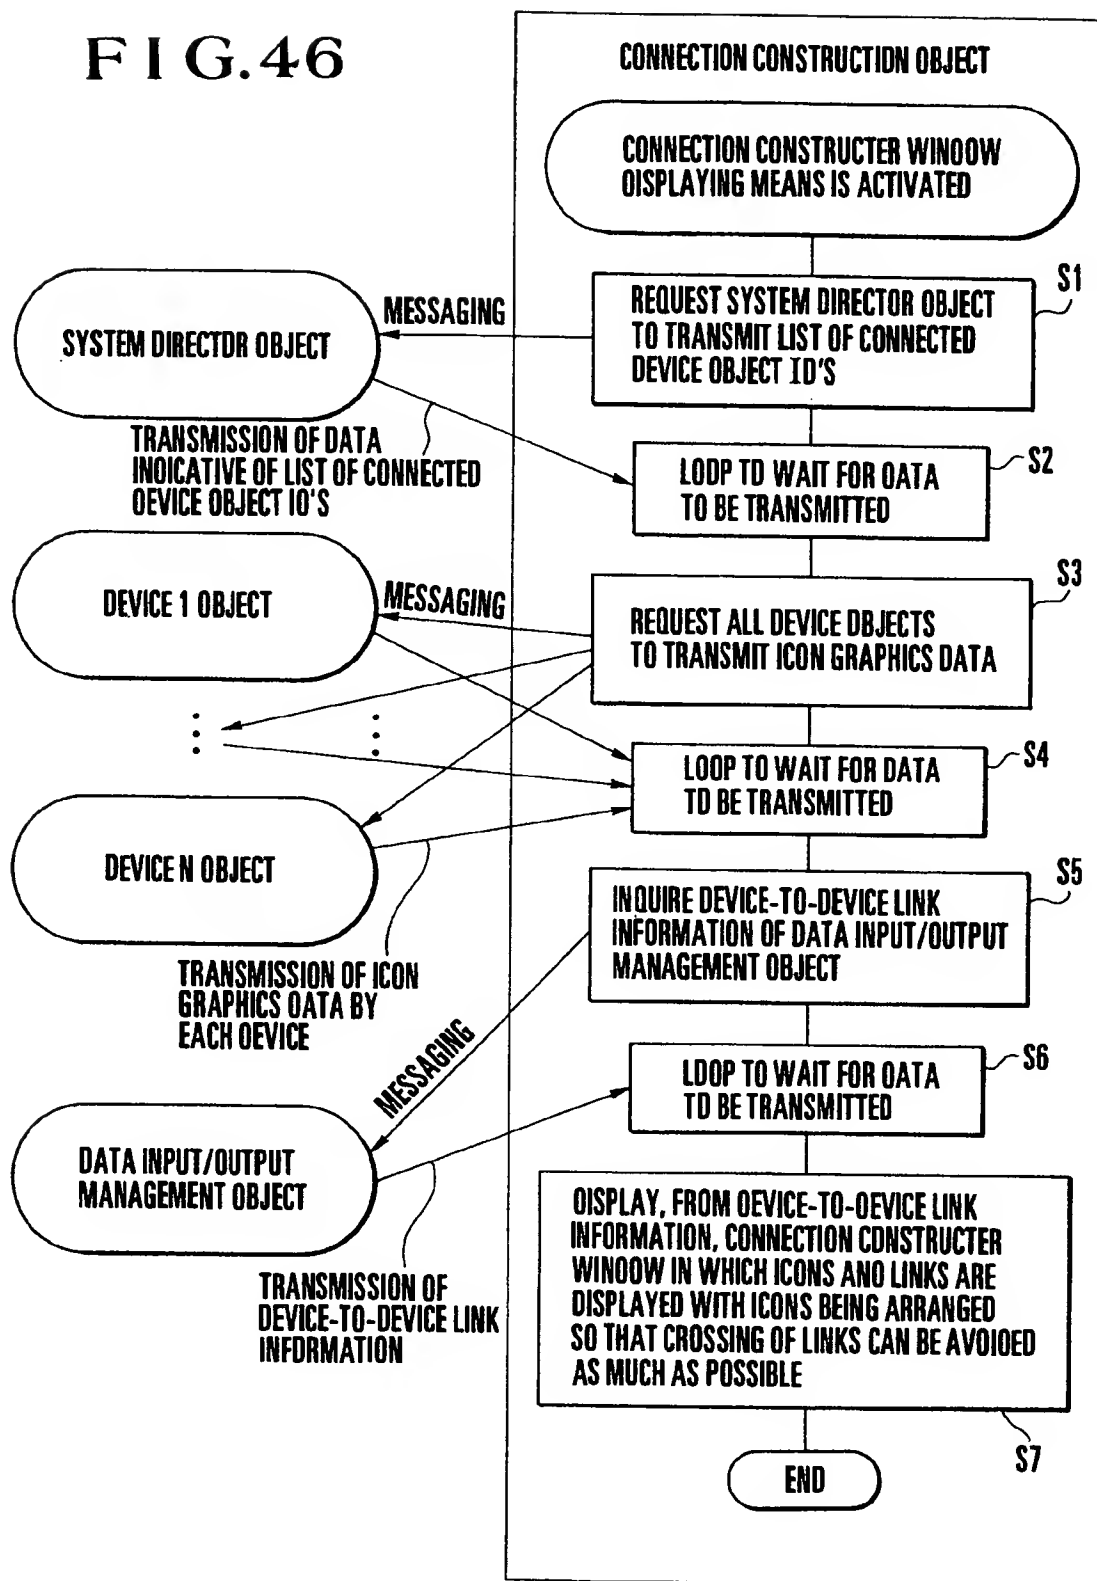 FIG.46
CONNECTION CONSTRUCTION OBJECT
CONNECTION CONSTRUCTER WINOOW
OISPLAYING MEANS IS ACTIVATED
S1
REQUEST SYSTEM DIRECTOR OBJECT
TO TRANSMIT LIST OF CONNECTED
DEVICE OBJECT ID'S
MESSAGING
SYSTEM DIRECTDR OBJECT
TRANSMISSION OF DATA
INOICATIVE OF LIST OF CONNECTED
OEVICE OBJECT IO'S
S2
LODP TD WAIT FOR OATA
TO BE TRANSMITTED
S3
REQUEST ALL DEVICE DBJECTS
TO TRANSMIT ICON GRAPHICS DATA
MESSAGING
DEVICE 1 OBJECT
S4
LOOP TO WAIT FOR DATA
TD BE TRANSMITTED
DEVICE N OBJECT
TRANSMISSION OF ICON
GRAPHICS OATA BY
EACH OEVICE
S5
INQUIRE DEVICE-TO-DEVICE LINK
INFORMATION OF DATA INPUT/OUTPUT
MANAGEMENT OBJECT
MESSAGING
S6
LDOP TO WAIT FOR OATA
TD BE TRANSMITTED
DATA INPUT/OUTPUT
MANAGEMENT OBJECT
TRANSMISSION OF
DEVICE-TO-DEVICE LINK
INFDRMATION
OISPLAY, FROM DEVICE-TO-OEVICE LINK
INFORMATION, CONNECTION CDNSTRUCTER
WINDOW IN WHICH ICONS ANO LINKS ARE
DISPLAYED WITH ICONS BEING ARRANGED
SO THAT CROSSING OF LINKS CAN BE AVOIOED
AS MUCH AS POSSIBLE
S7
END